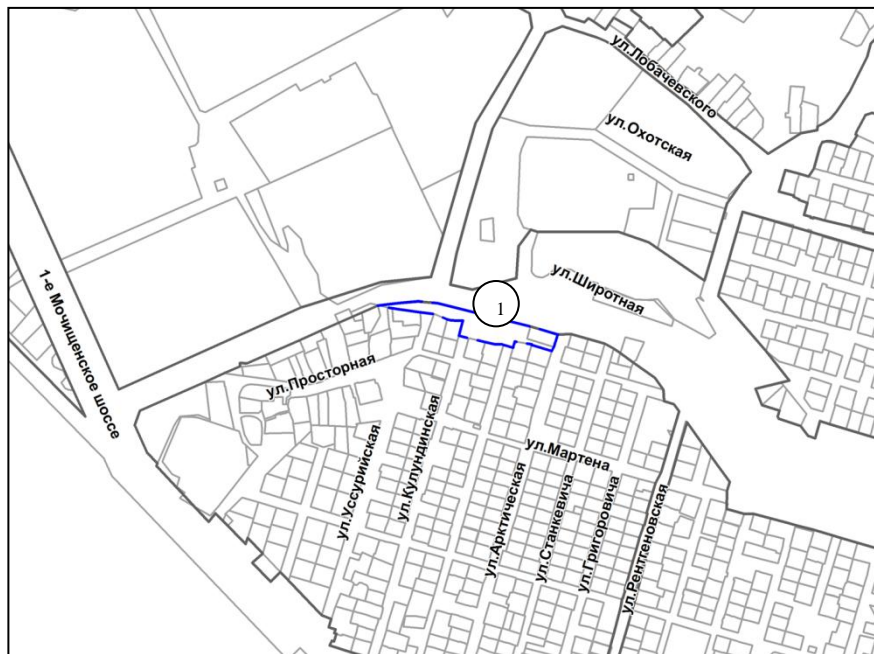 ул.Лобачевского
ул.Охотская
ул.Широтная
1-е Мочищенское шоссе
1
ул.Просторная
ул.Мартена
ул.Уссурийская
ул.Кулундинская
ул.Арктическая
ул.Станкевича
ул.Григоровича
ул.Рентгеновская